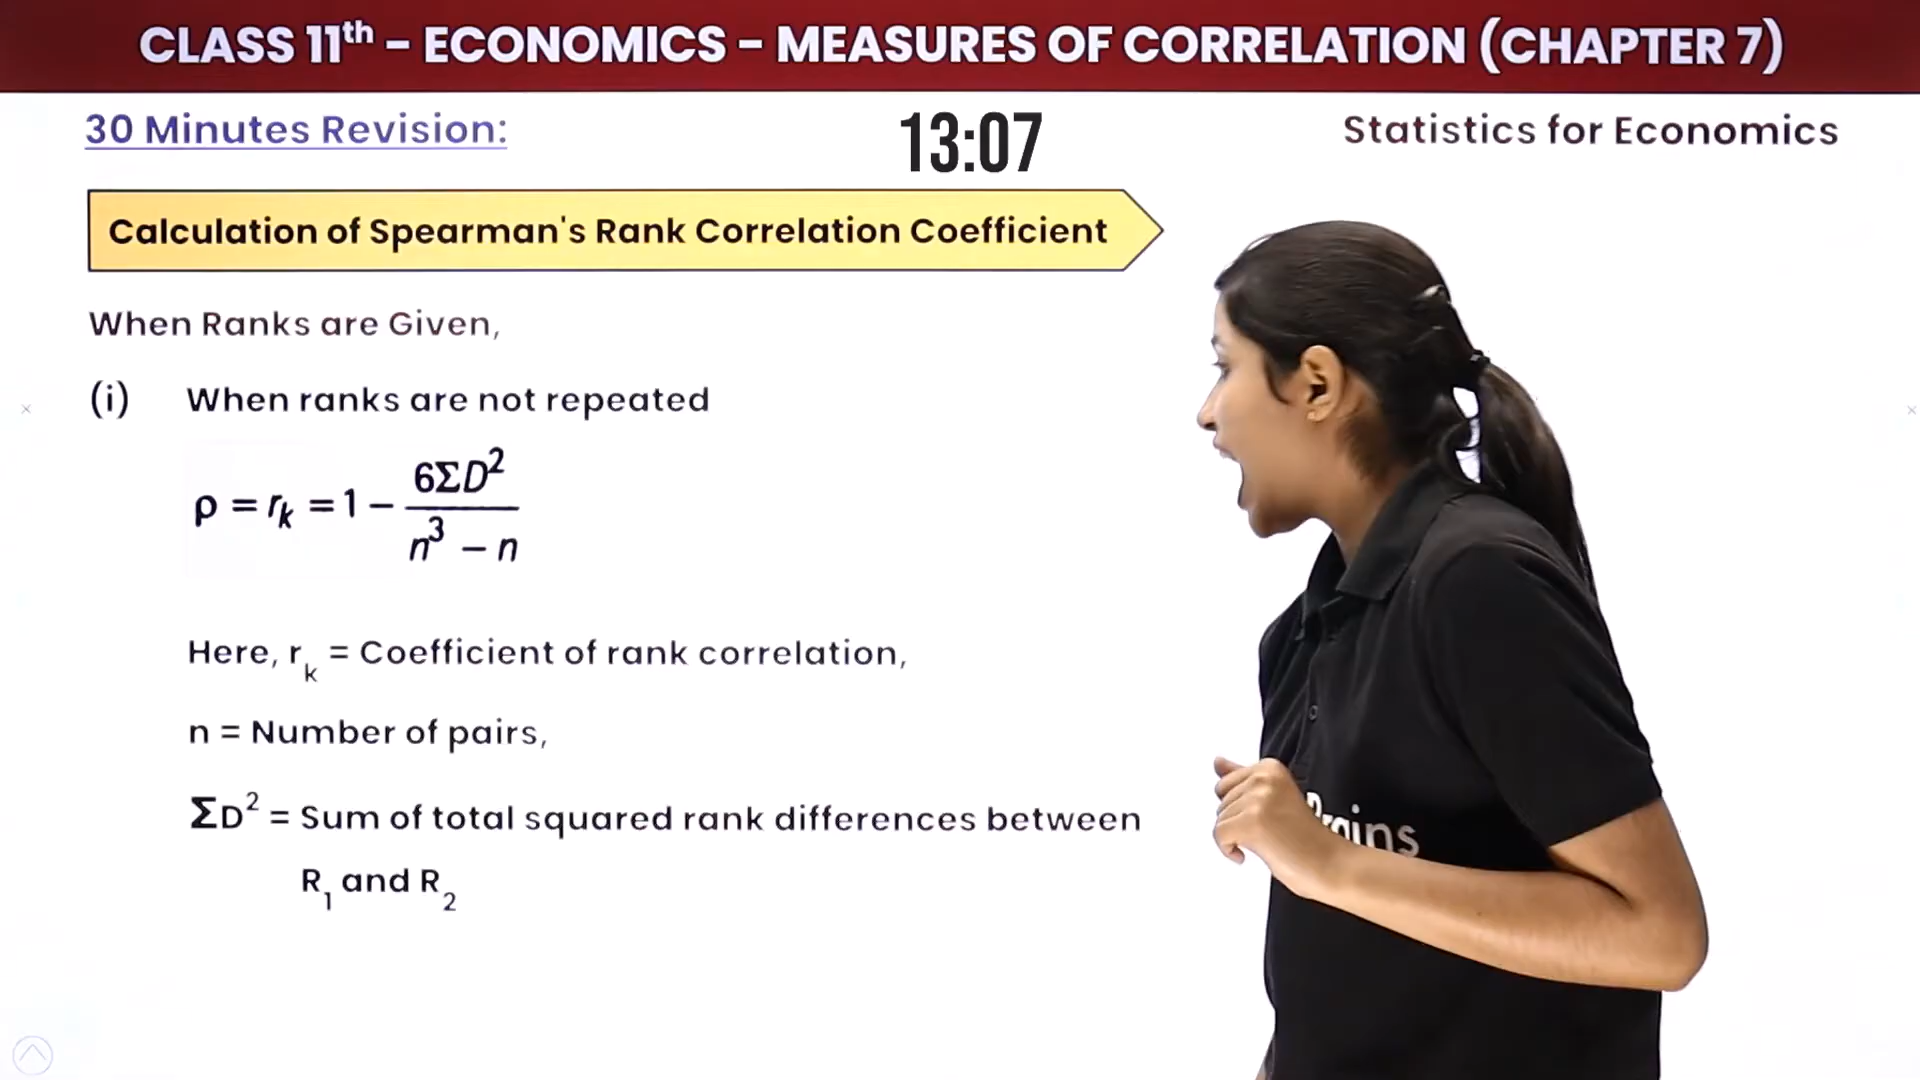 CLASS 11th – ECONOMICS – MEASURES OF CORRELATION (CHAPTER 7)
30 Minutes Revision:
13:07
Statistics for Economics
Calculation of Spearman's Rank Correlation Coefficient
When Ranks are Given,
(i) When ranks are not repeated
ρ = r_k = 1 − 6ΣD² / n³ − n
Here, r_k = Coefficient of rank correlation,
n = Number of pairs,
ΣD² = Sum of total squared rank differences between
R₁ and R₂